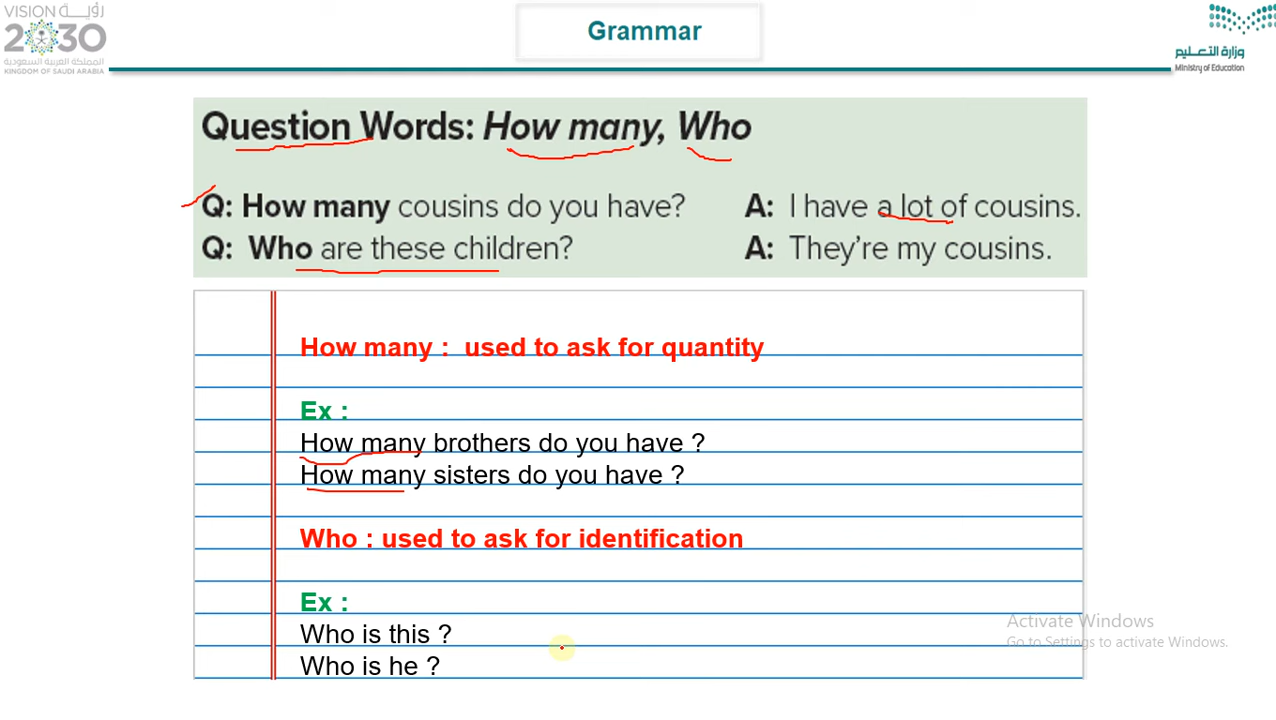 VISION رؤية
2030
المملكة العربية السعودية
KINGDOM OF SAUDI ARABIA
Grammar
وزارة التعليم
Ministry of Education
Question Words: How many, Who
Q: How many cousins do you have? A: I have a lot of cousins.
Q: Who are these children? A: They're my cousins.
How many : used to ask for quantity
Ex :
How many brothers do you have ?
How many sisters do you have ?
Who : used to ask for identification
Ex :
Who is this ?
Who is he ?
Activate Windows
Go to Settings to activate Windows.